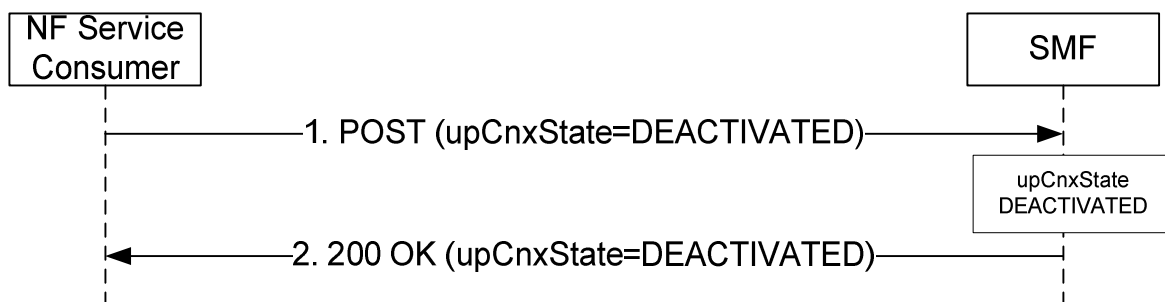 NF Service
Consumer
SMF
1. POST (upCnxState=DEACTIVATED)
upCnxState
DEACTIVATED
2. 200 OK (upCnxState=DEACTIVATED)